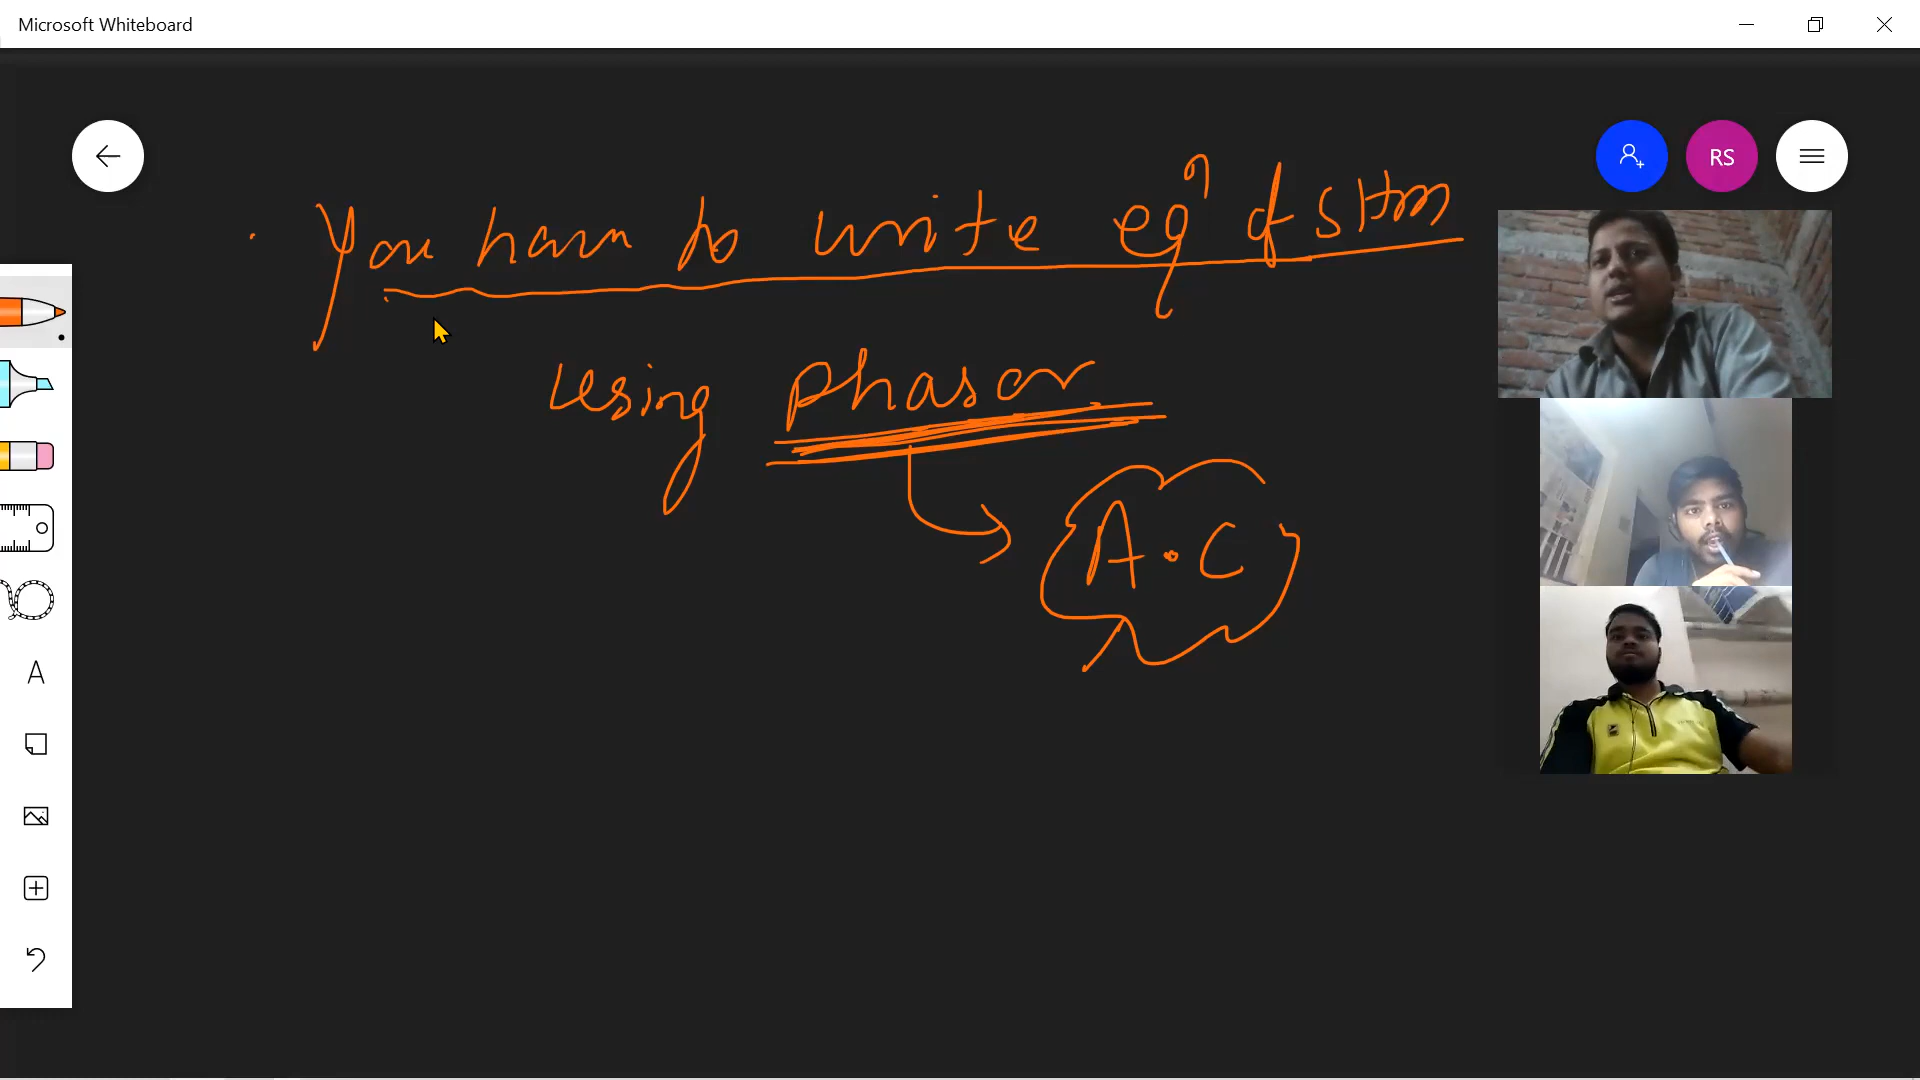 Microsoft Whiteboard
RS
You have to write eqn of SHm
using phasor
A.C
A